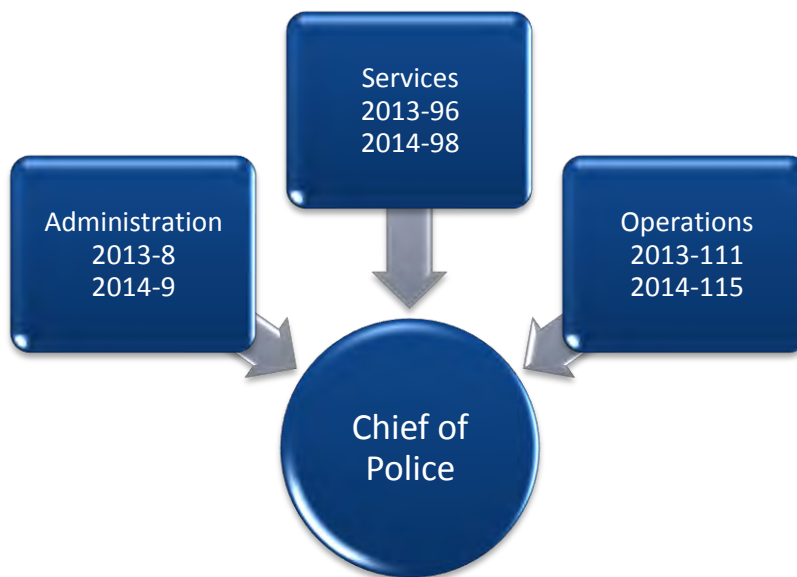 Services
2013-96
2014-98
Administration
2013-8
2014-9
Operations
2013-111
2014-115
Chief of
Police